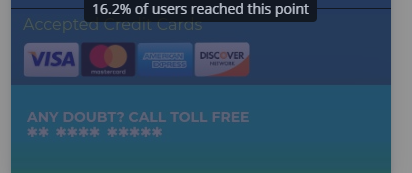 16.2% of users reached this point
Accepted Credit Cards
VISA mastercard AMERICAN EXPRESS DISCOVER NETWORK
ANY DOUBT? CALL TOLL FREE
** **** *****